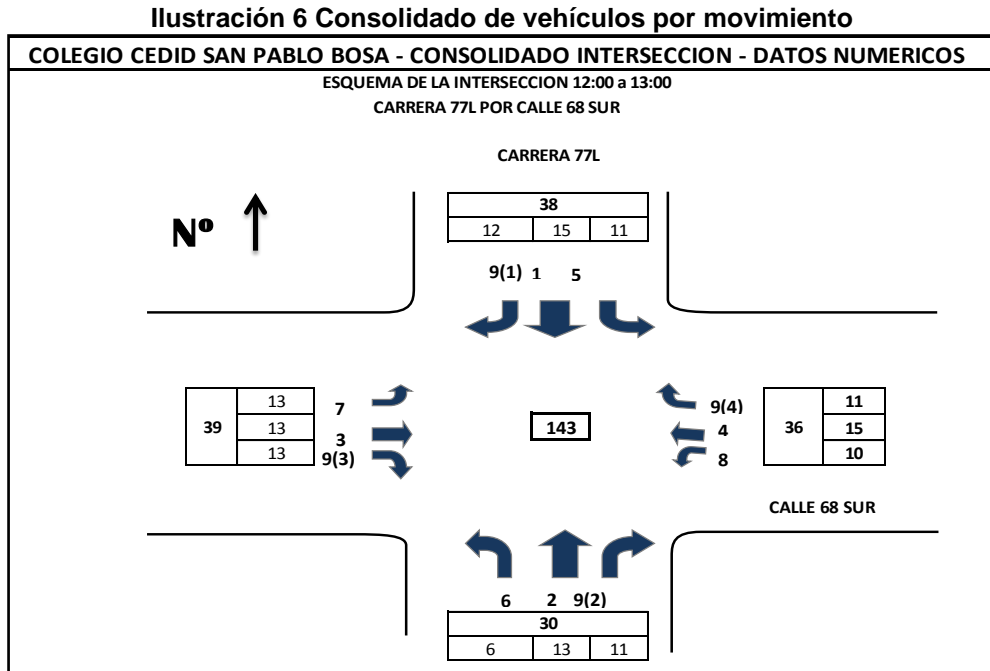 Ilustración 6 Consolidado de vehículos por movimiento
COLEGIO CEDID SAN PABLO BOSA - CONSOLIDADO INTERSECCION - DATOS NUMERICOS
ESQUEMA DE LA INTERSECCION 12:00 a 13:00
CARRERA 77L POR CALLE 68 SUR
CARRERA 77L
Nº
38
12 15 11
9(1) 1 5
39
13
13
13
7
3
9(3)
143
9(4)
4
8
36
11
15
10
CALLE 68 SUR
6 2 9(2)
30
6 13 11